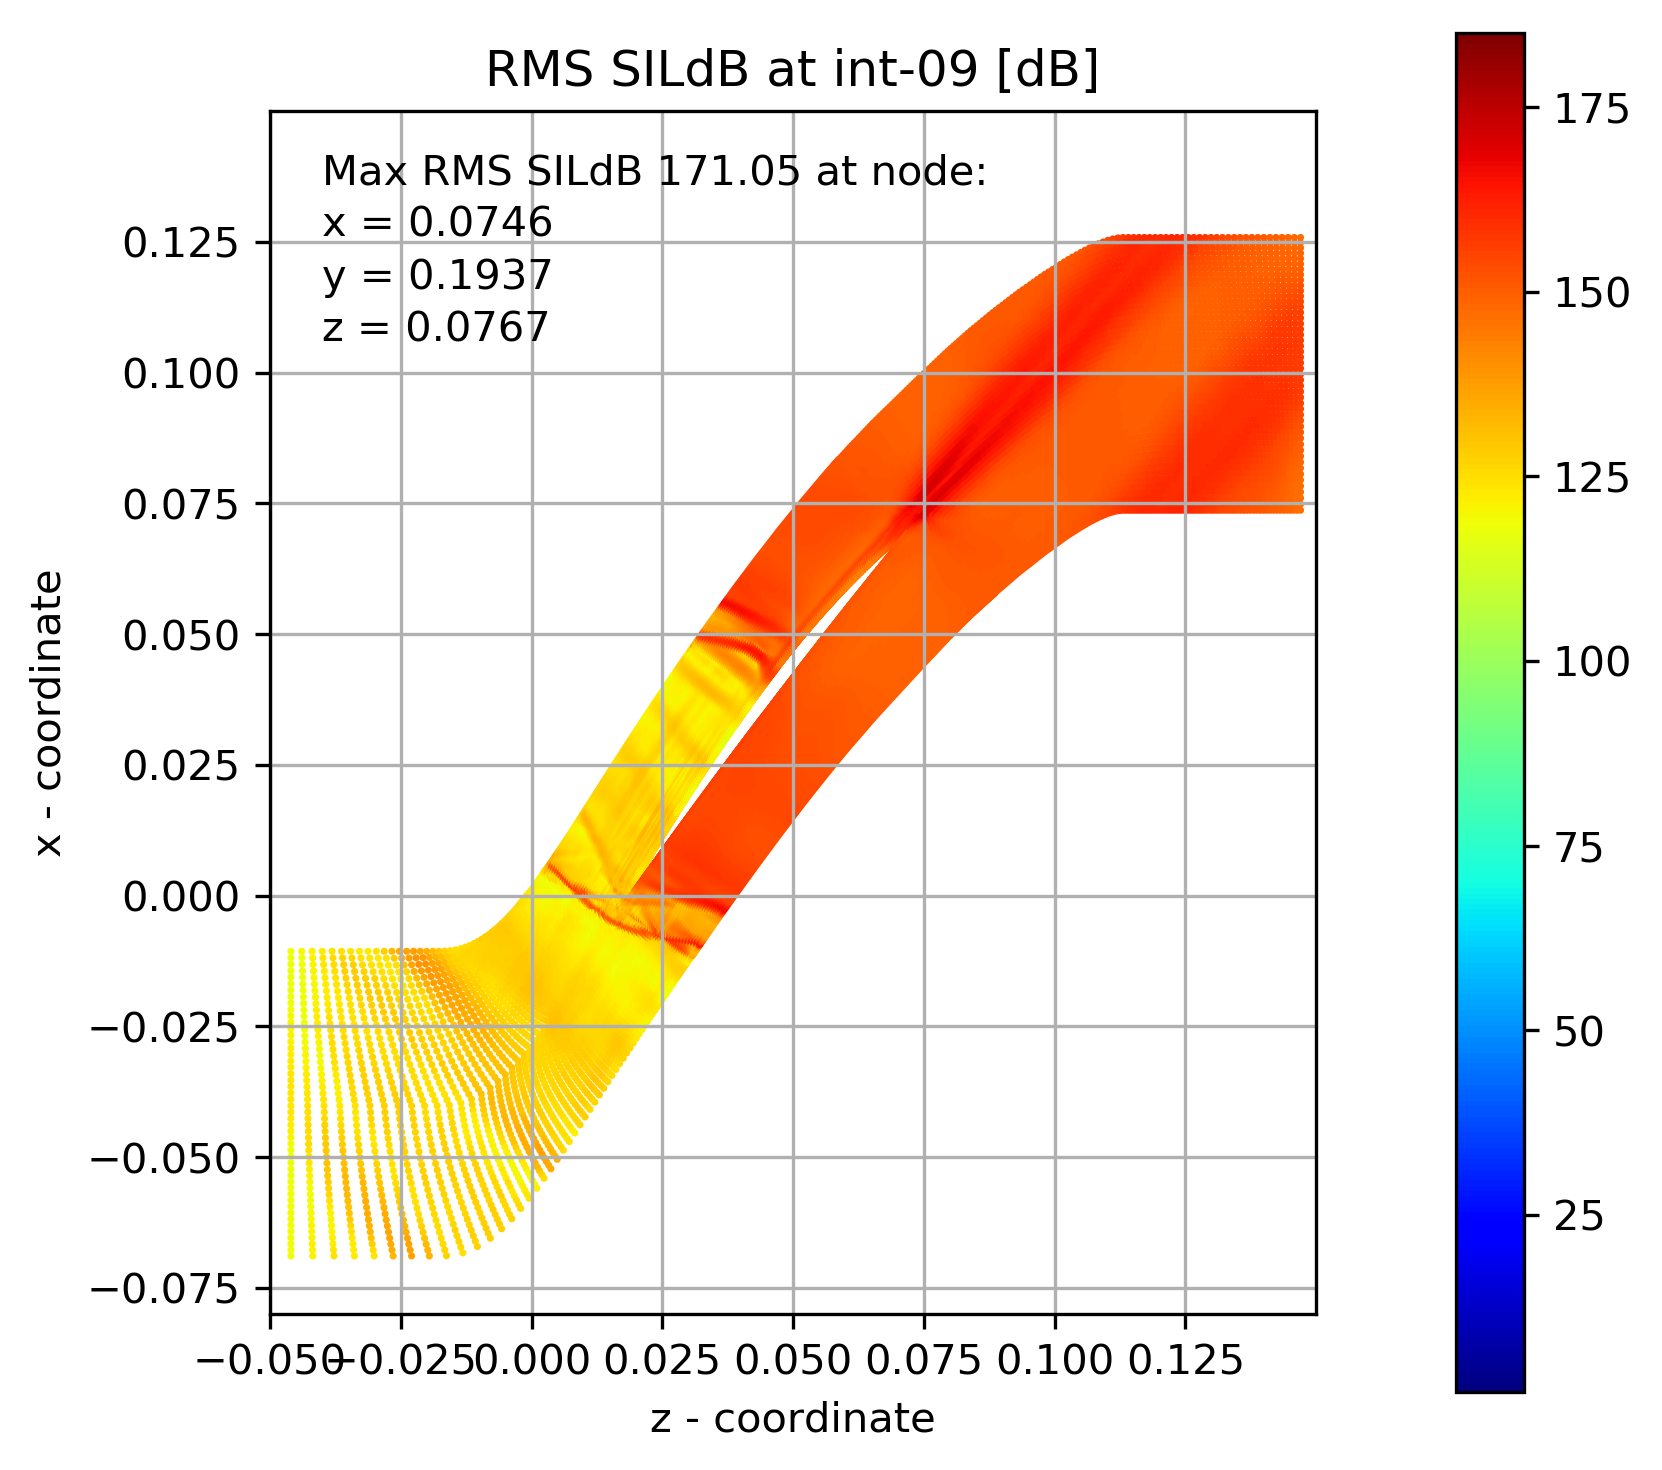 RMS SILdB at int-09 [dB]
Max RMS SILdB 171.05 at node:
x = 0.0746
y = 0.1937
z = 0.0767
0.125
0.100
0.075
0.050
0.025
0.000
−0.025
−0.050
−0.075
x - coordinate
−0.050 −0.025 0.000 0.025 0.050 0.075 0.100 0.125
z - coordinate
175
150
125
100
75
50
25